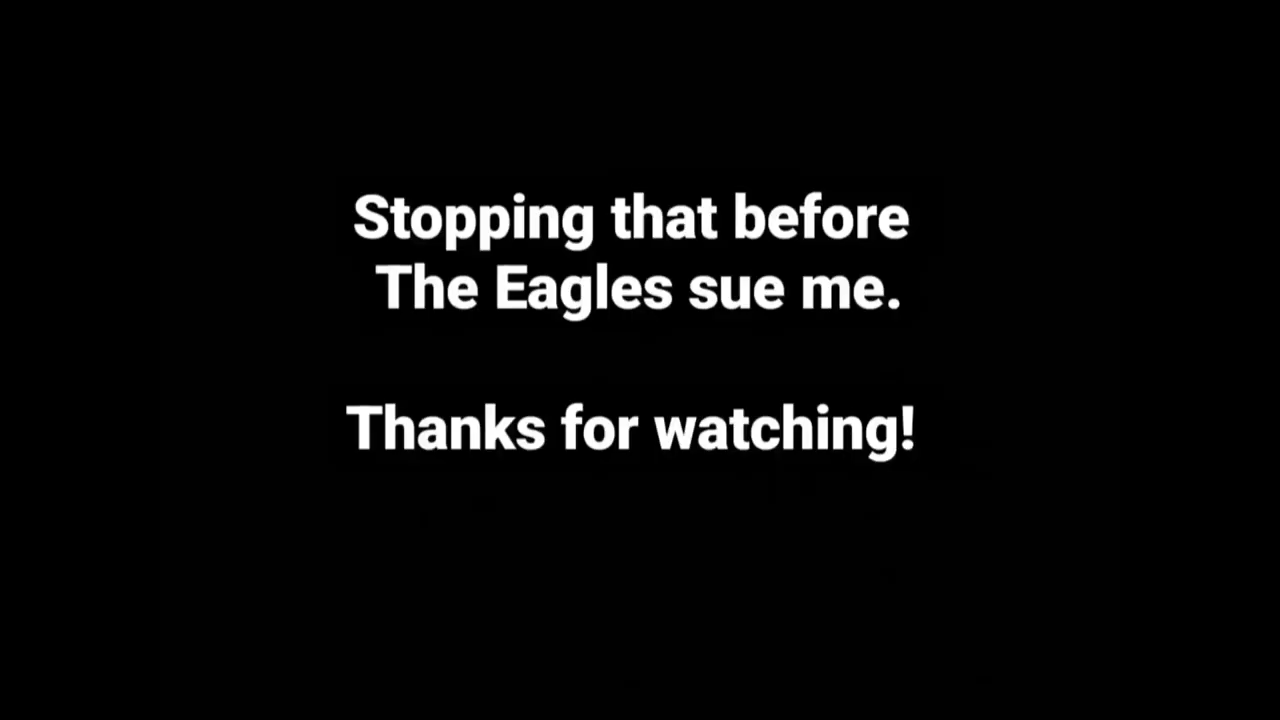 Stopping that before
The Eagles sue me.
Thanks for watching!